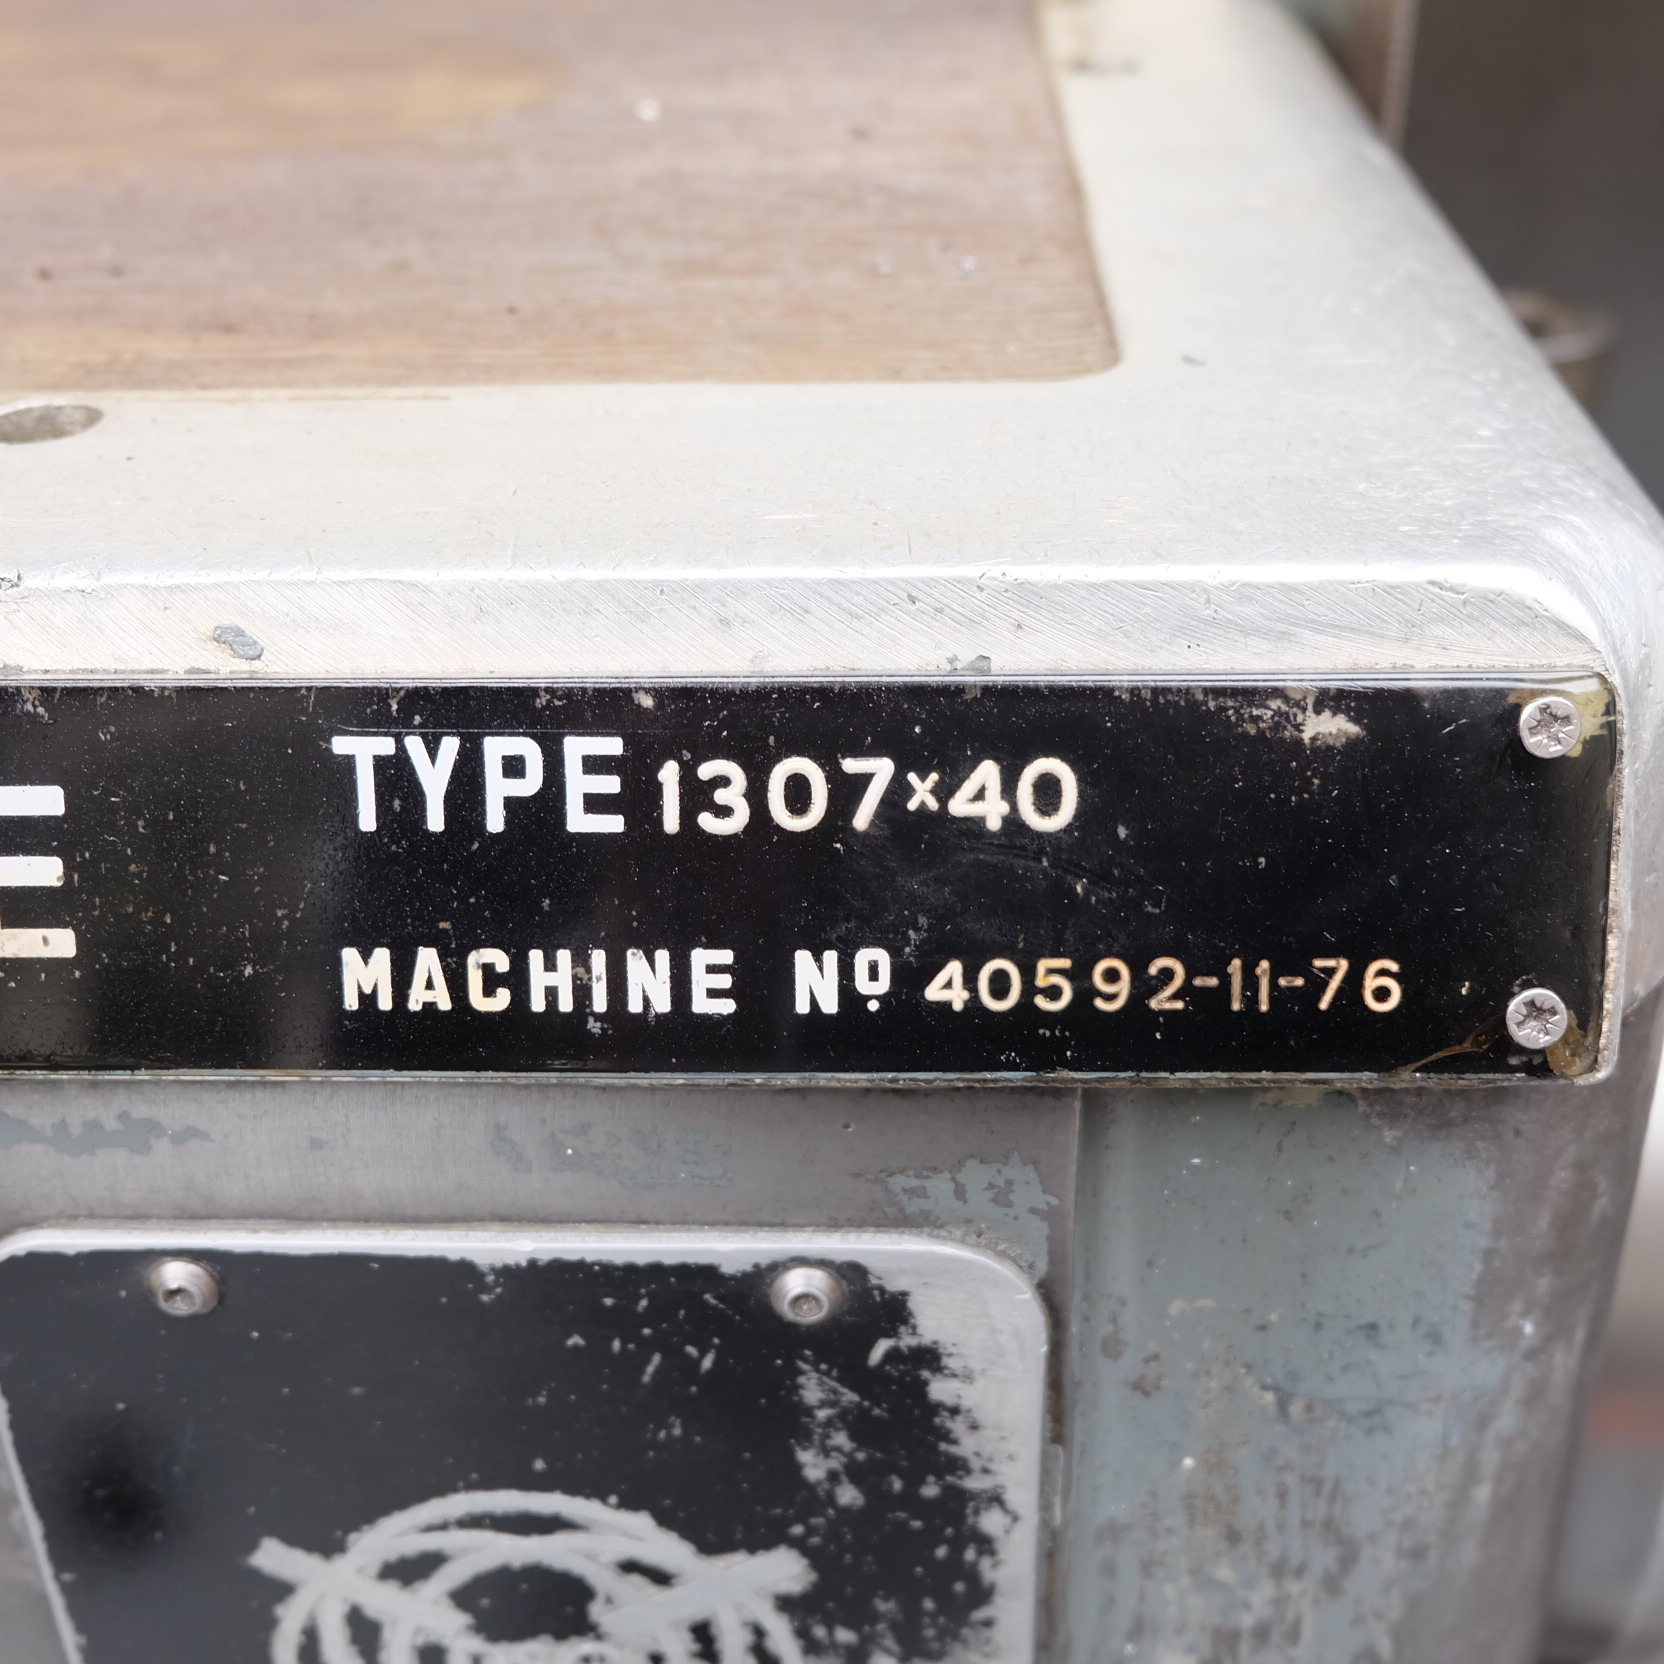 E
TYPE 1307×40
MACHINE Nº 40592-11-76